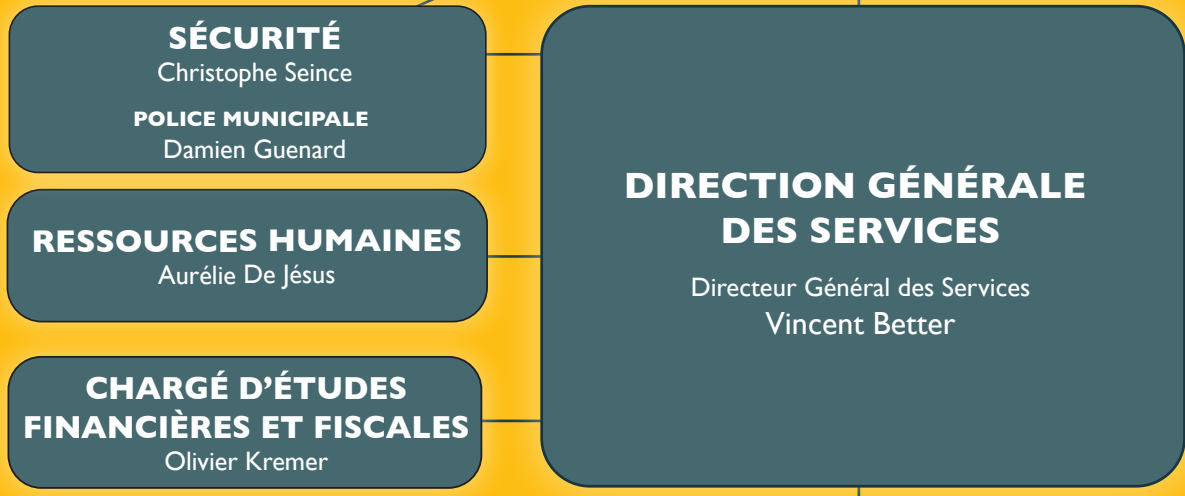 SÉCURITÉ
Christophe Seince
POLICE MUNICIPALE
Damien Guenard
RESSOURCES HUMAINES
Aurélie De Jésus
CHARGÉ D’ÉTUDES
FINANCIÈRES ET FISCALES
Olivier Kremer
DIRECTION GÉNÉRALE
DES SERVICES
Directeur Général des Services
Vincent Better